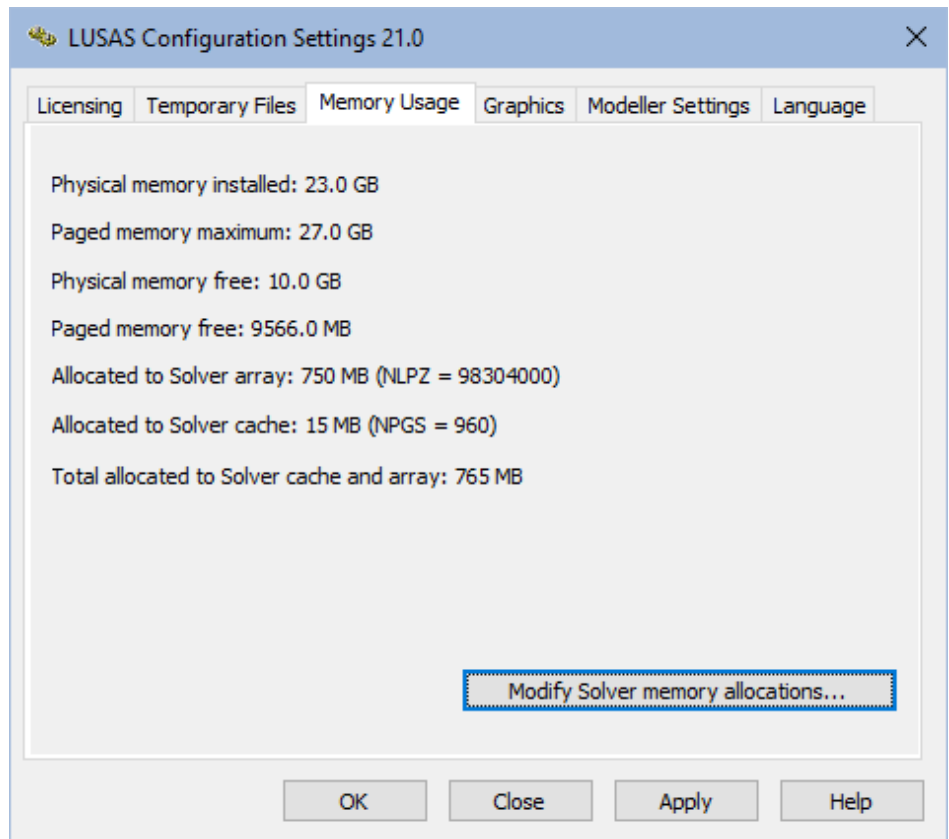 LUSAS Configuration Settings 21.0
Licensing Temporary Files Memory Usage Graphics Modeller Settings Language
Physical memory installed: 23.0 GB
Paged memory maximum: 27.0 GB
Physical memory free: 10.0 GB
Paged memory free: 9566.0 MB
Allocated to Solver array: 750 MB (NLPZ = 98304000)
Allocated to Solver cache: 15 MB (NPGS = 960)
Total allocated to Solver cache and array: 765 MB
Modify Solver memory allocations...
OK Close Apply Help